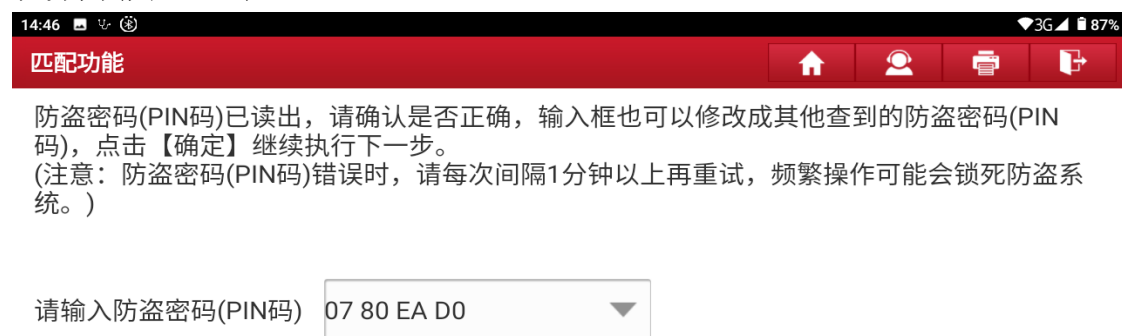 14:46 3G 87%
匹配功能
防盗密码(PIN码)已读出，请确认是否正确，输入框也可以修改成其他查到的防盗密码(PIN
码)，点击【确定】继续执行下一步。
(注意：防盗密码(PIN码)错误时，请每次间隔1分钟以上再重试，频繁操作可能会锁死防盗系
统。)
请输入防盗密码(PIN码) 07 80 EA D0